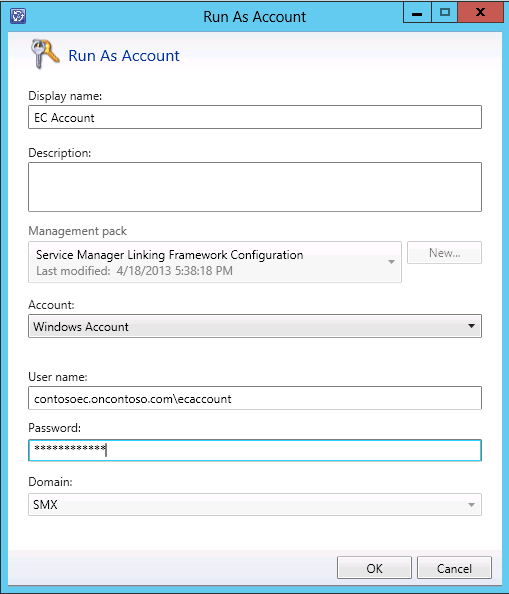 Run As Account
Run As Account
Display name:
EC Account
Description:
Management pack
Service Manager Linking Framework Configuration
Last modified: 4/18/2013 5:38:18 PM
New...
Account:
Windows Account
User name:
contosoec.oncontoso.com\ecaccount
Password:
************
Domain:
SMX
OK
Cancel